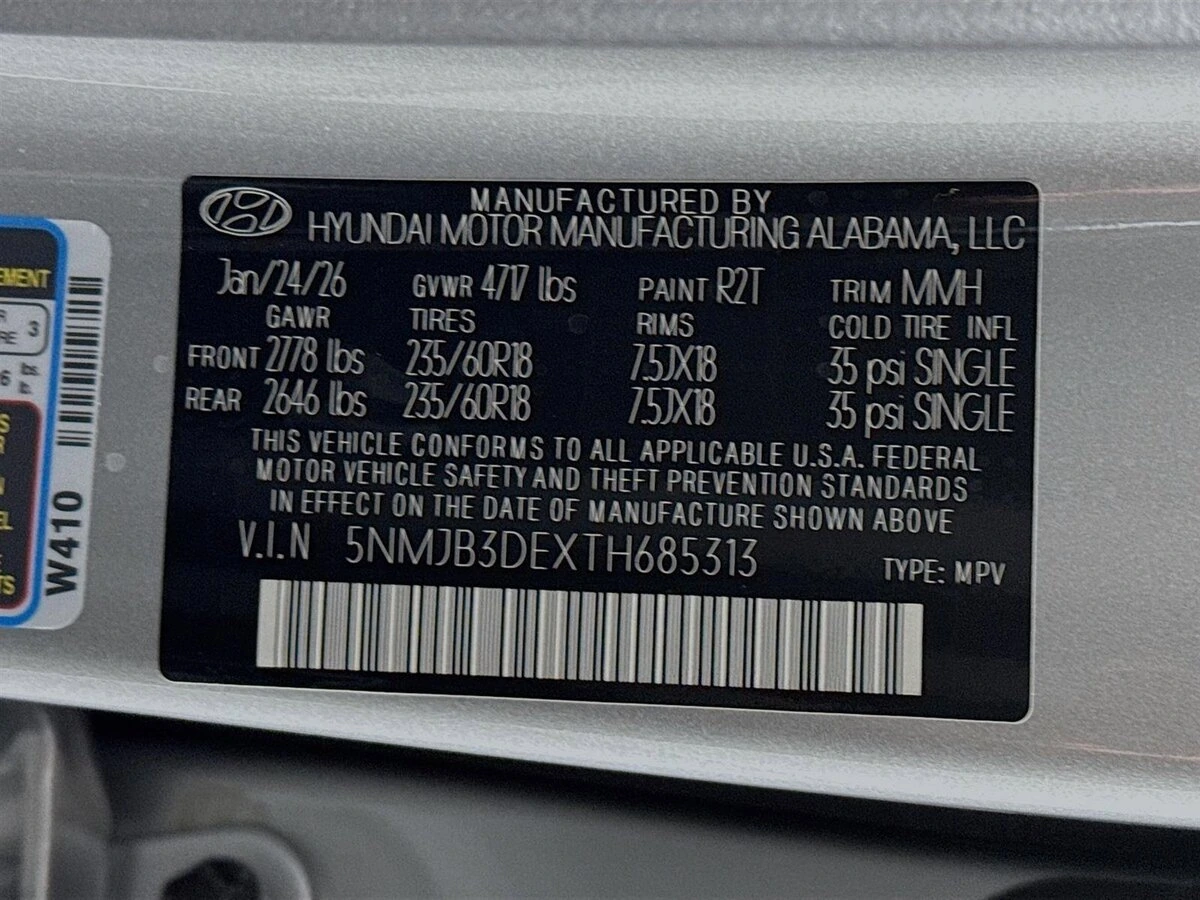 MANUFACTURED BY
HYUNDAI MOTOR MANUFACTURING ALABAMA, LLC
Jan/24/26 GVWR 4717 lbs PAINT R2T TRIM MMH
GAWR TIRES RIMS COLD TIRE INFL
FRONT 2778 lbs 235/60R18 7.5JX18 35 psi SINGLE
REAR 2646 lbs 235/60R18 7.5JX18 35 psi SINGLE
THIS VEHICLE CONFORMS TO ALL APPLICABLE U.S.A. FEDERAL
MOTOR VEHICLE SAFETY AND THEFT PREVENTION STANDARDS
IN EFFECT ON THE DATE OF MANUFACTURE SHOWN ABOVE
V.I.N 5NMJB3DEXTH685313
TYPE: MPV
W410
3
lbs.
lb.